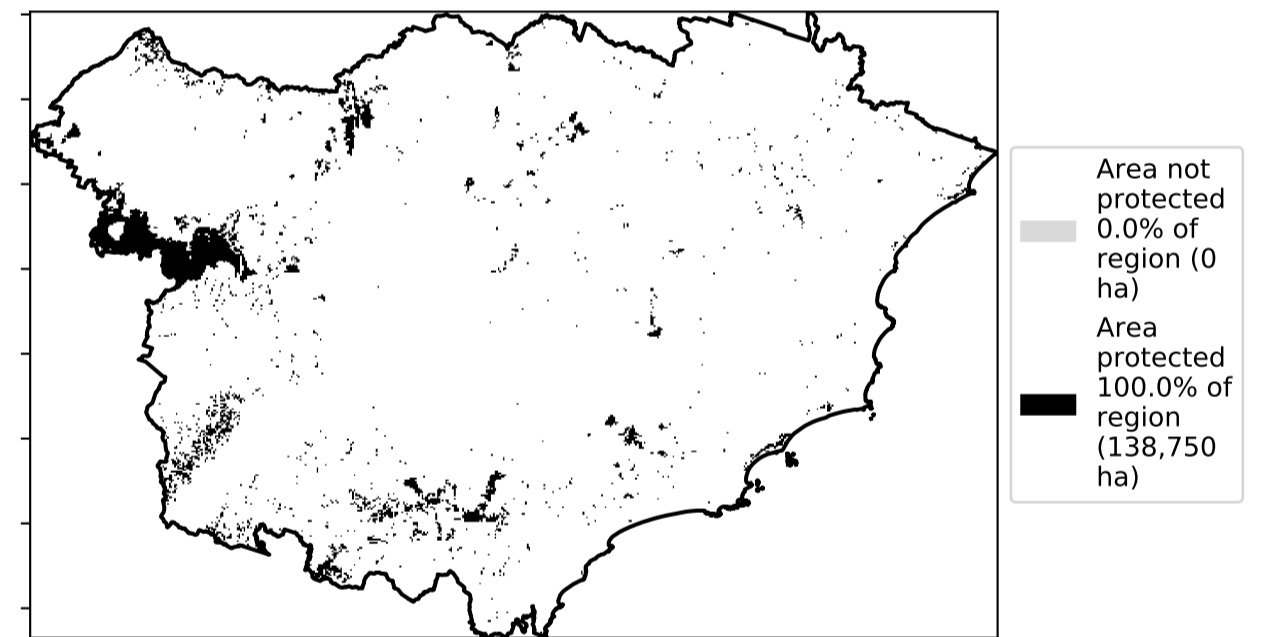 Area not
protected
0.0% of
region (0
ha)
Area
protected
100.0% of
region
(138,750
ha)